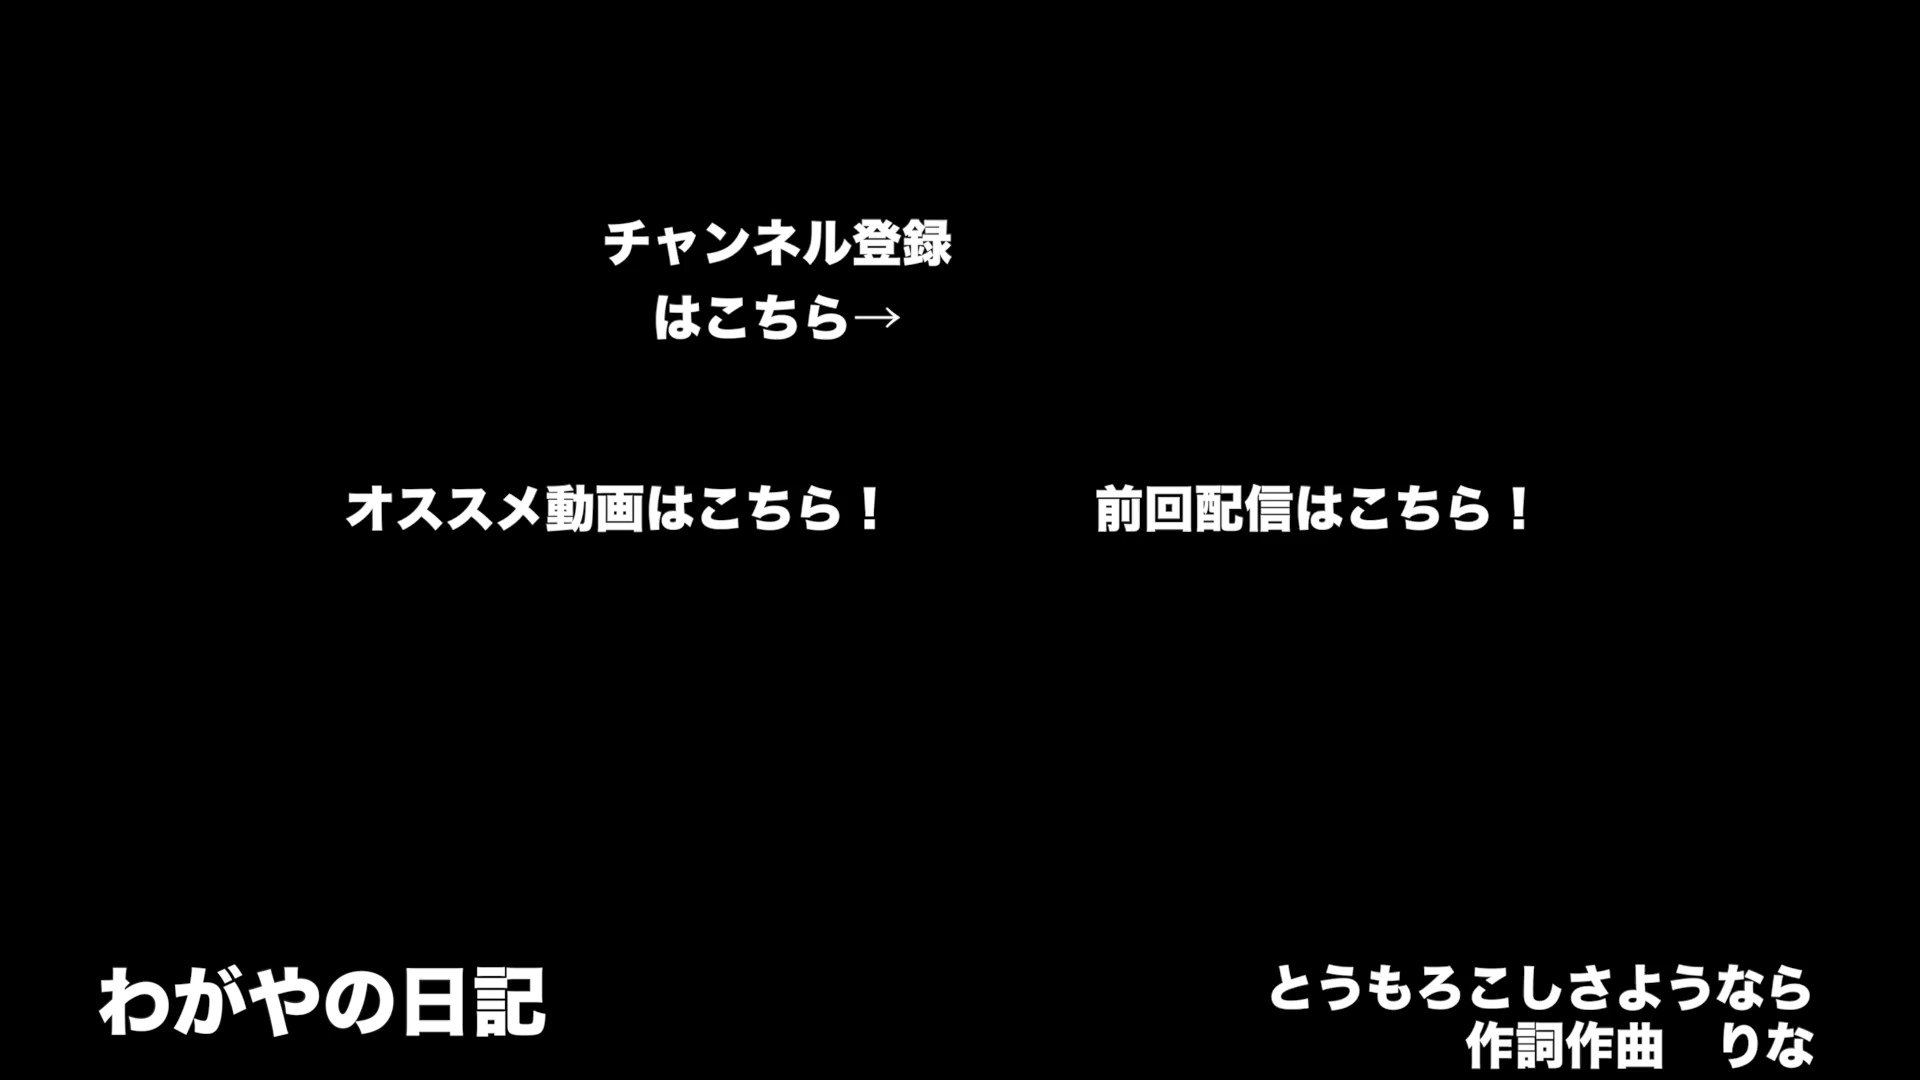 チャンネル登録
はこちら→
オススメ動画はこちら！
前回配信はこちら！
わがやの日記
とうもろこしさようなら
作詞作曲　りな